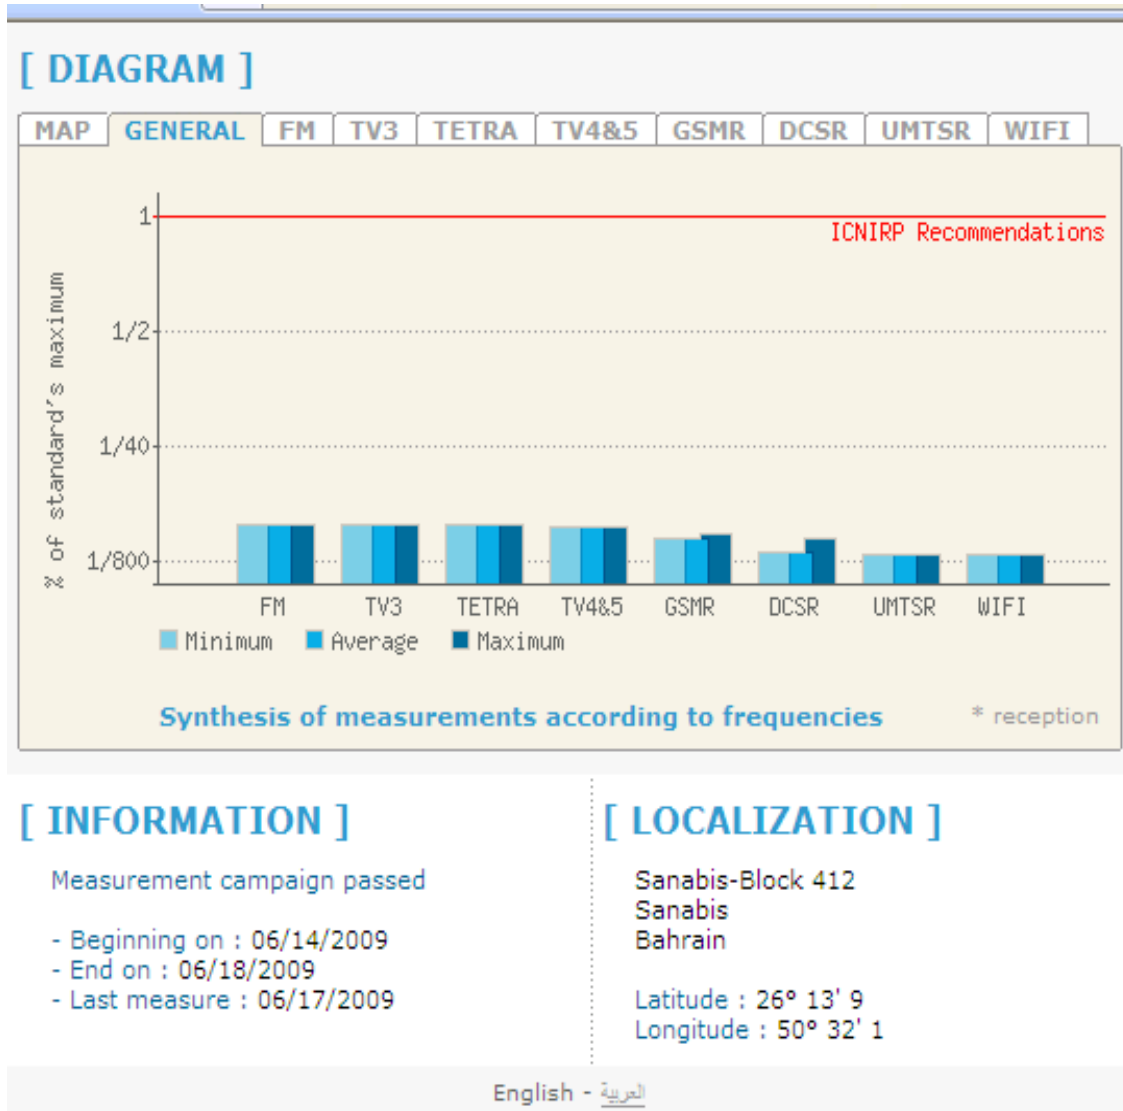 [ DIAGRAM ]
MAP GENERAL FM TV3 TETRA TV4&5 GSMR DCSR UMTSR WIFI
% of standard's maximum
1
ICNIRP Recommendations
1/2
1/40
1/800
FM TV3 TETRA TV4&5 GSMR DCSR UMTSR WIFI
Minimum Average Maximum
Synthesis of measurements according to frequencies * reception
[ INFORMATION ]
Measurement campaign passed
- Beginning on : 06/14/2009
- End on : 06/18/2009
- Last measure : 06/17/2009
[ LOCALIZATION ]
Sanabis-Block 412
Sanabis
Bahrain
Latitude : 26° 13' 9
Longitude : 50° 32' 1
English - العربية